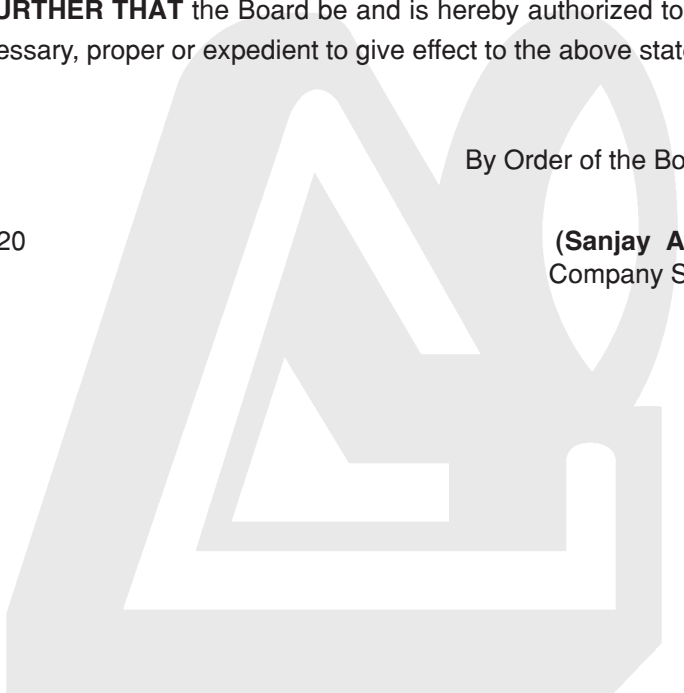 URTHER THAT the Board be and is hereby authorized to
essary, proper or expedient to give effect to the above stat
By Order of the Bo
20
(Sanjay A
Company S